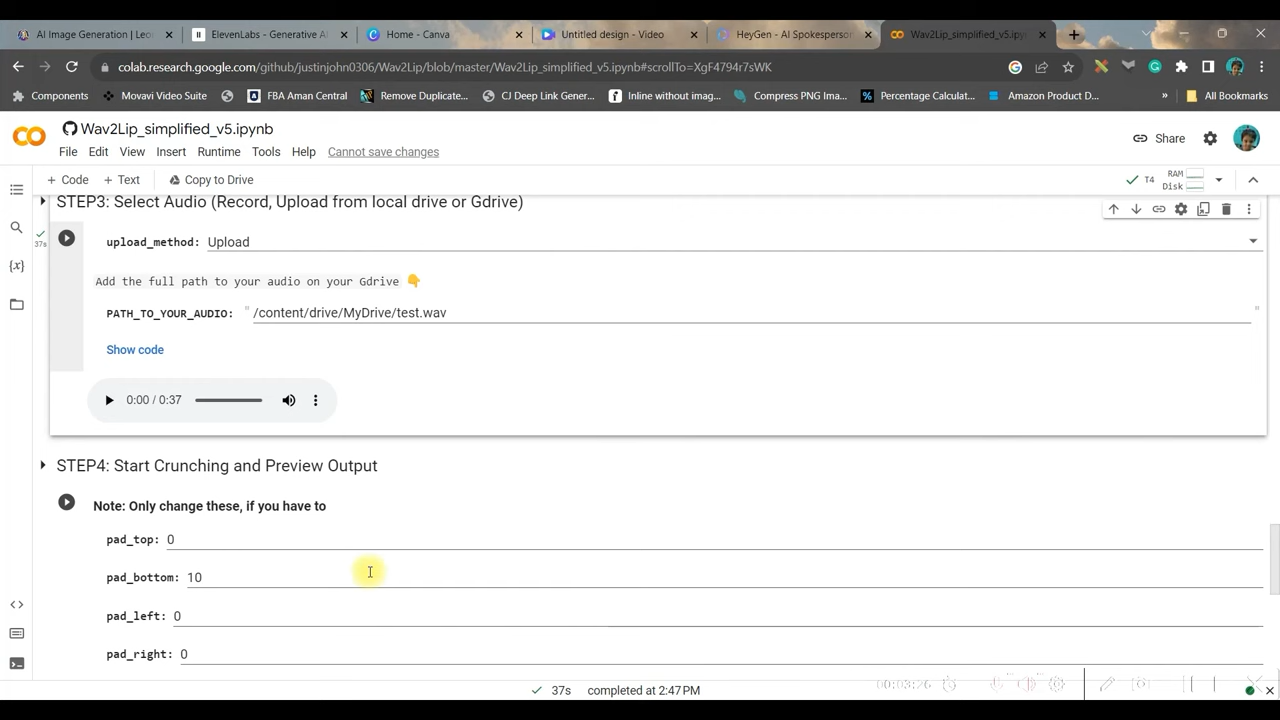 AI Image Generation | Leo
ElevenLabs - Generative AI
Home - Canva
Untitled design - Video
HeyGen - AI Spokesperson
Wav2Lip_simplified_v5.ipynb
colab.research.google.com/github/justinjohn0306/Wav2Lip/blob/master/Wav2Lip_simplified_v5.ipynb#scrollTo=XgF4794r7sWK
Components
Movavi Video Suite
FBA Aman Central
Remove Duplicate...
CJ Deep Link Gener...
Inline without imag...
Compress PNG Ima...
Percentage Calculat...
Amazon Product D...
»
All Bookmarks
Wav2Lip_simplified_v5.ipynb
File Edit View Insert Runtime Tools Help Cannot save changes
Share
+ Code + Text Copy to Drive
T4 RAM
Disk
STEP3: Select Audio (Record, Upload from local drive or Gdrive)
37s
upload_method: Upload
Add the full path to your audio on your Gdrive 👇
PATH_TO_YOUR_AUDIO: " /content/drive/MyDrive/test.wav "
Show code
0:00 / 0:37
STEP4: Start Crunching and Preview Output
Note: Only change these, if you have to
pad_top: 0
pad_bottom: 10
pad_left: 0
pad_right: 0
37s completed at 2:47 PM
00:03:26